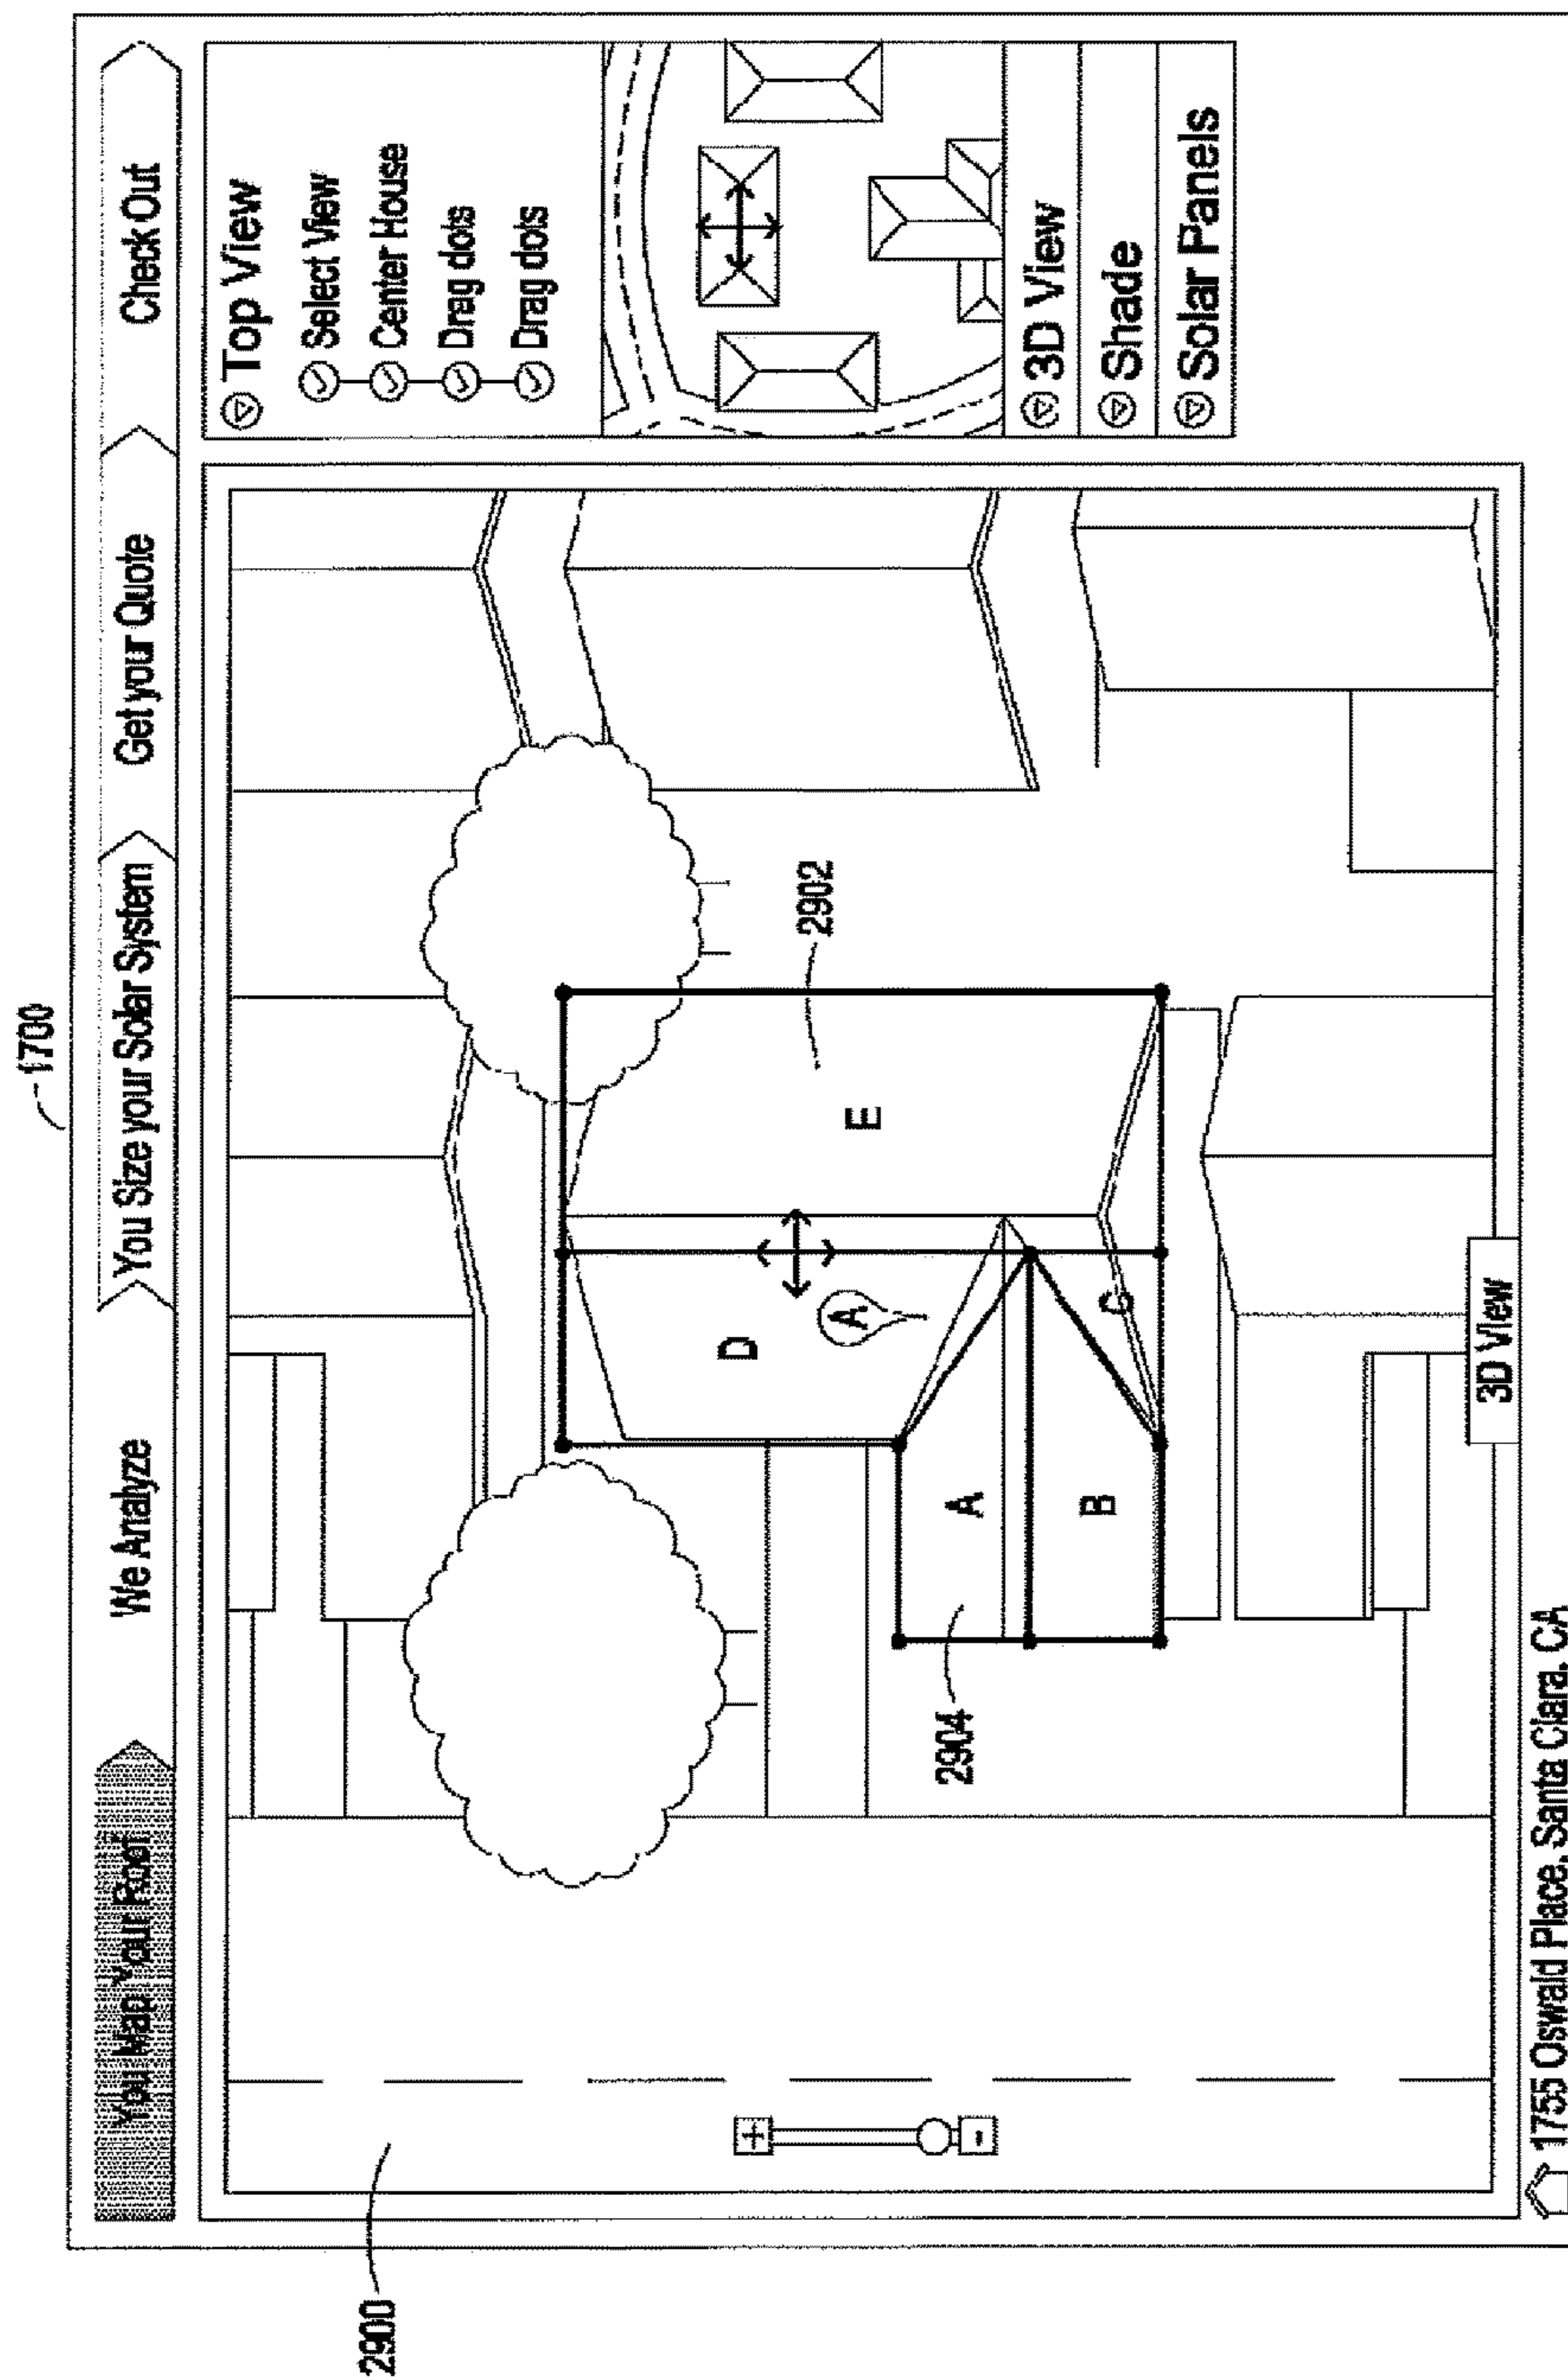 1700
You Map Your Roof
We Analyze
You Size your Solar System
Get your Quote
Check Out
2900
2902
2904
A
D
E
A
B
C
+
-
3D View
Top View
Select View
Center House
Drag dots
Drag dots
3D View
Shade
Solar Panels
1755 Oswald Place, Santa Clara, CA